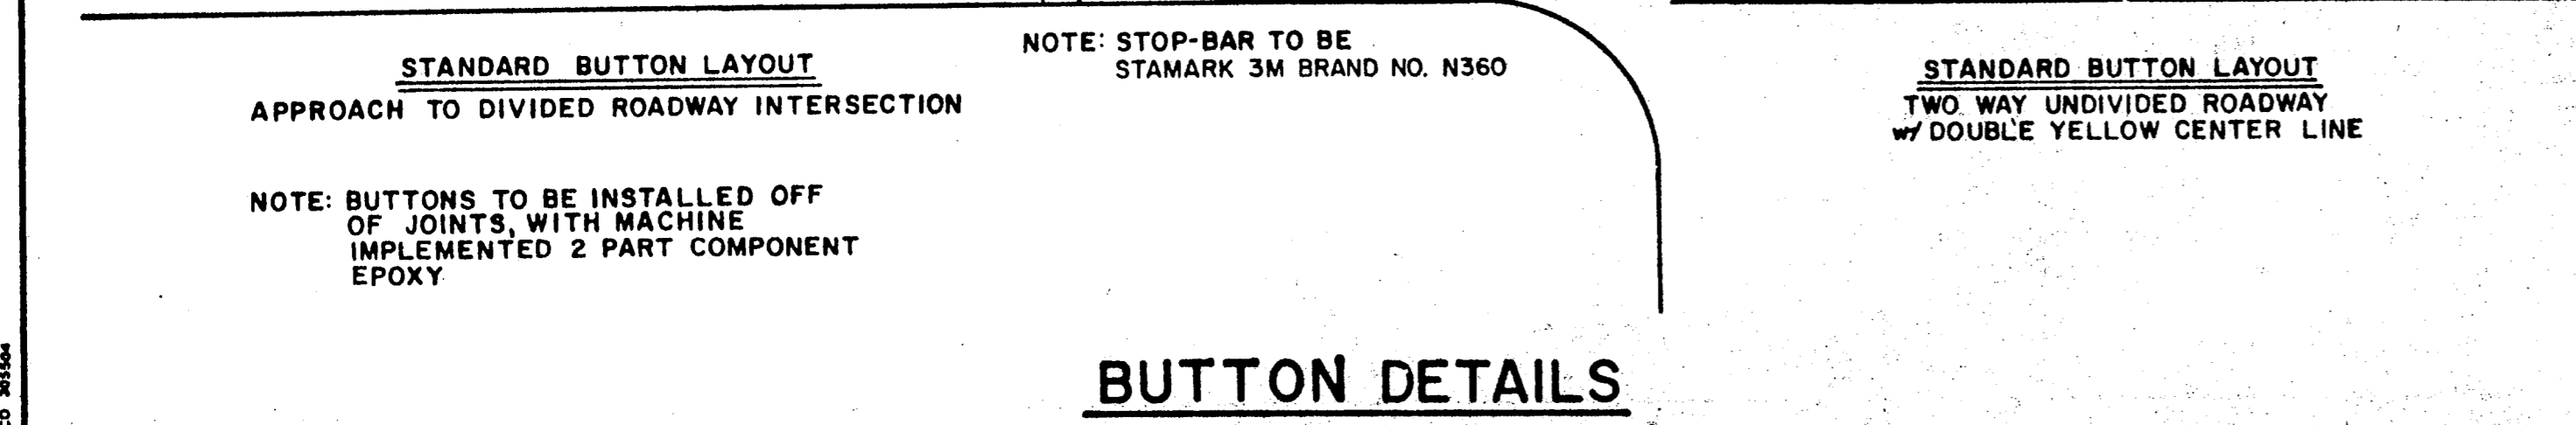 STANDARD BUTTON LAYOUT
APPROACH TO DIVIDED ROADWAY INTERSECTION
NOTE: BUTTONS TO BE INSTALLED OFF
OF JOINTS, WITH MACHINE
IMPLEMENTED 2 PART COMPONENT
EPOXY
NOTE: STOP-BAR TO BE
STAMARK 3M BRAND NO. N360
STANDARD BUTTON LAYOUT
TWO WAY UNDIVIDED ROADWAY
w/ DOUBLE YELLOW CENTER LINE
BUTTON DETAILS
305504